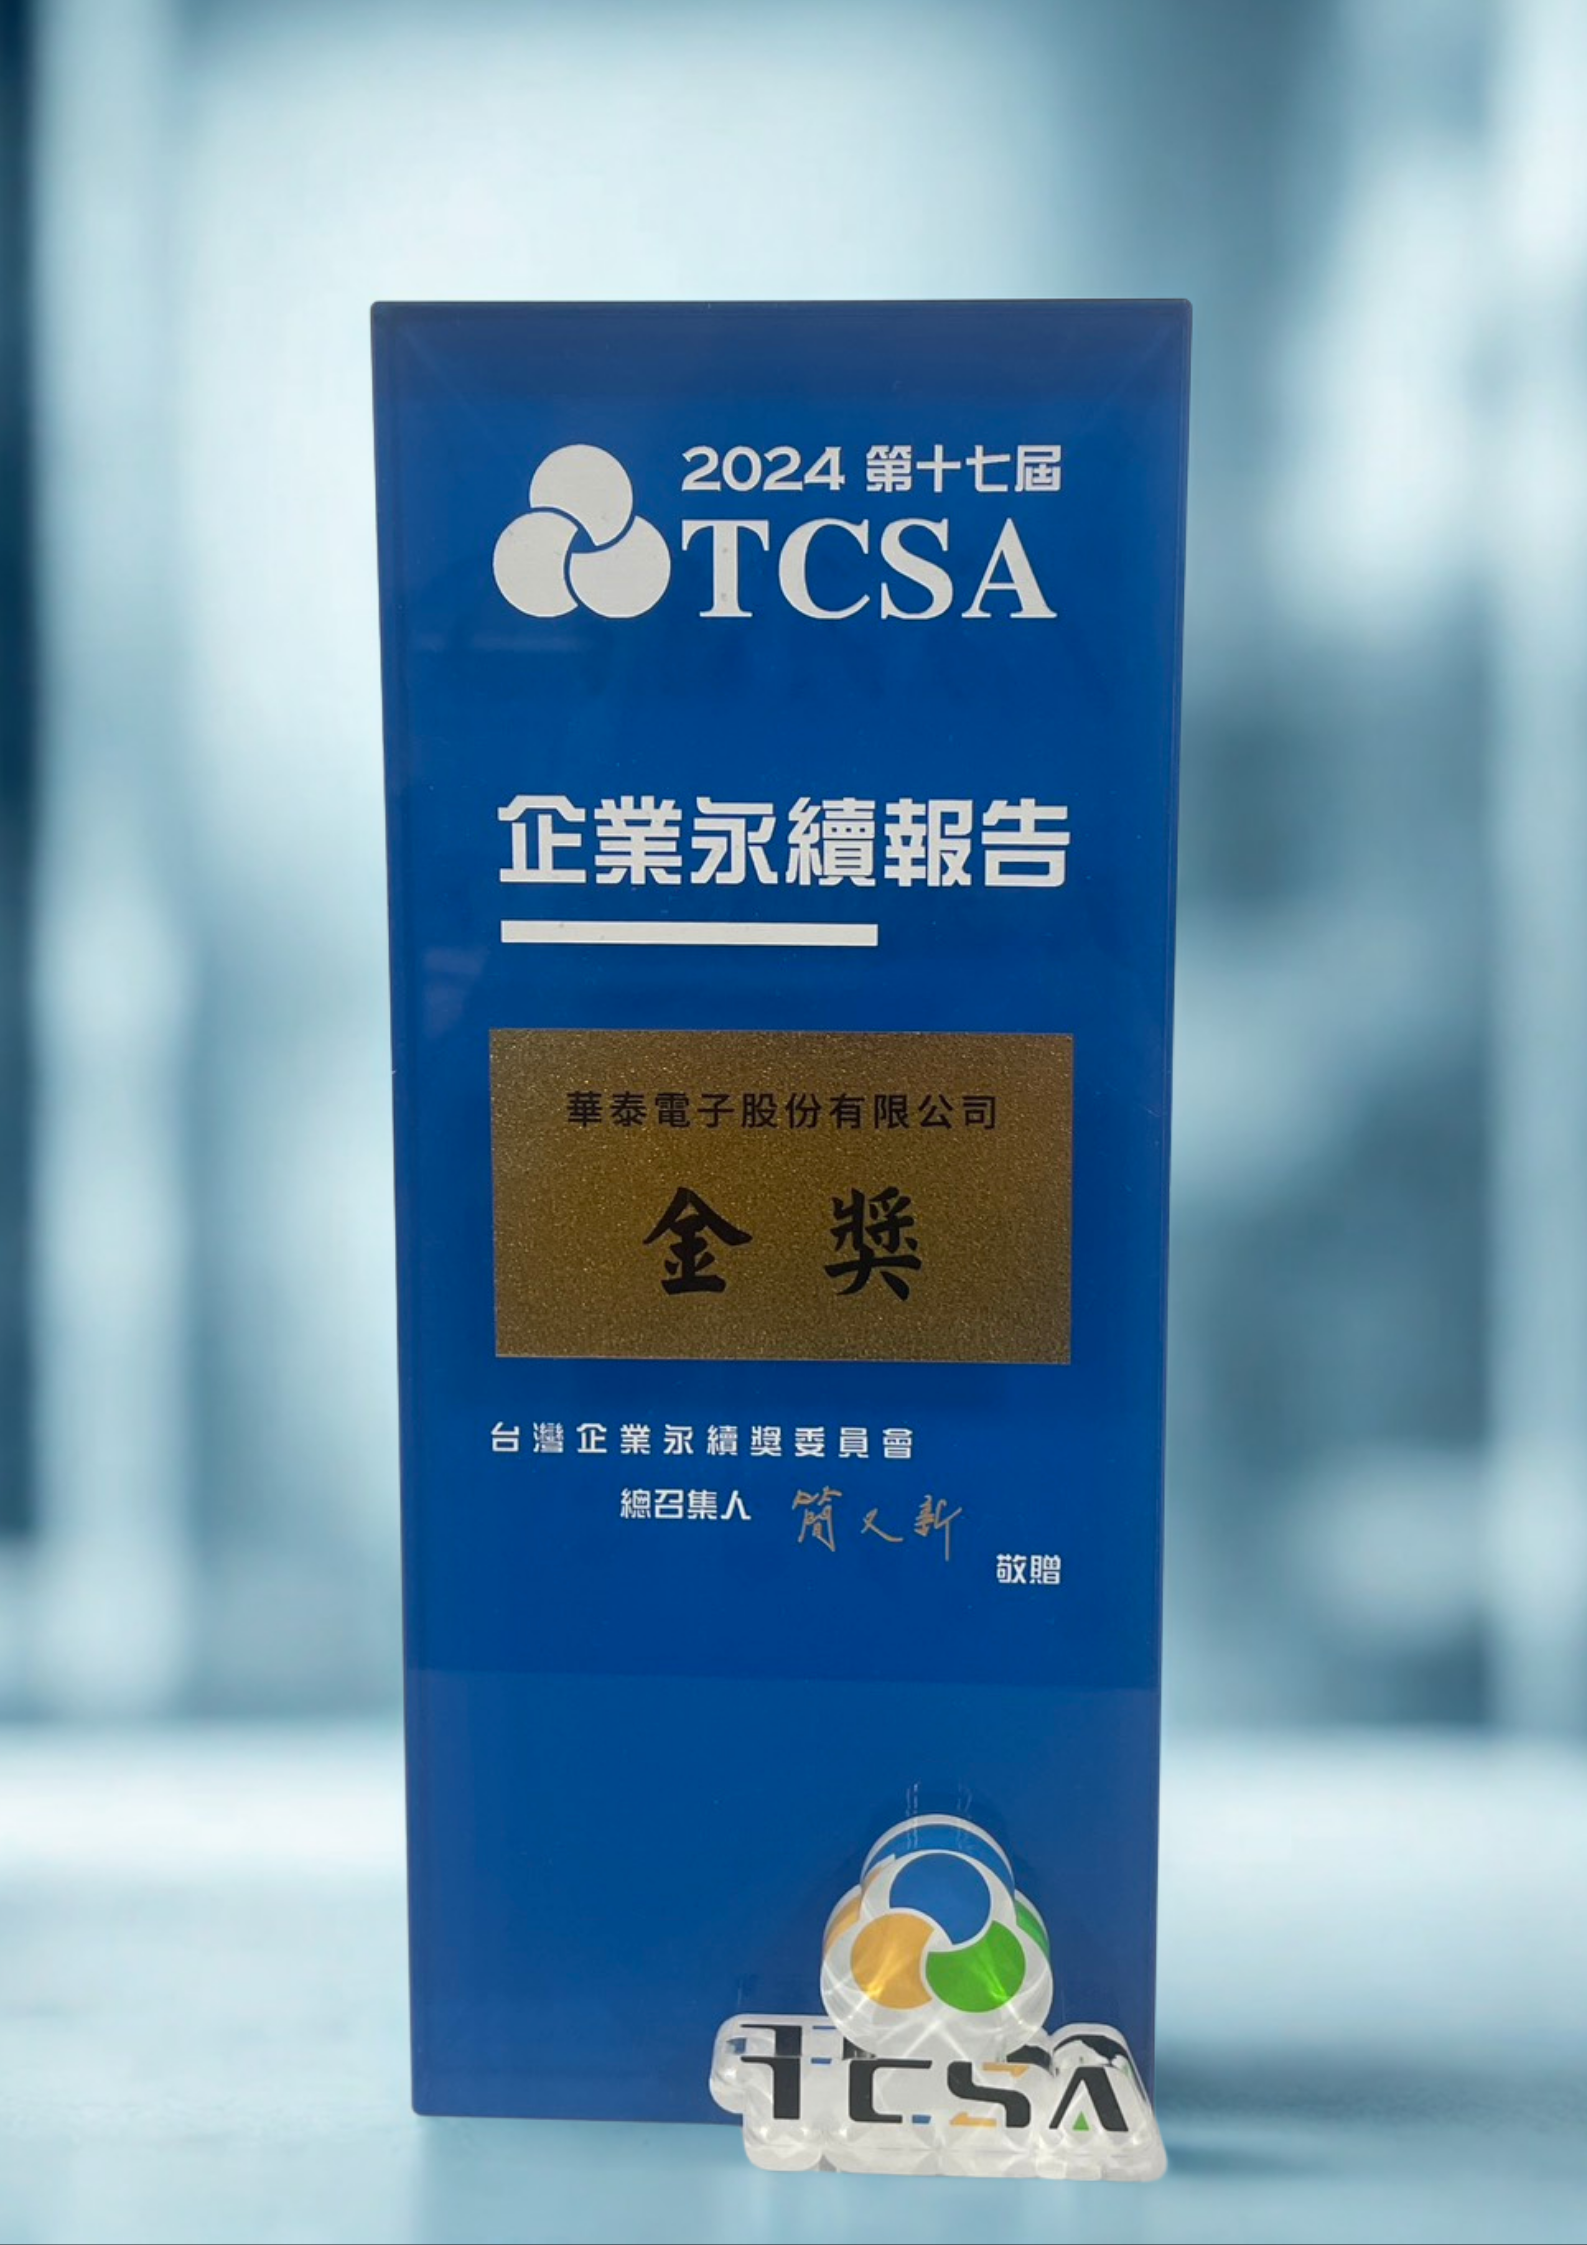 2024 第十七屆
TCSA
企業永續報告
華泰電子股份有限公司
金 獎
台灣企業永續獎委員會
總召集人 簡又新
敬贈
TCSA